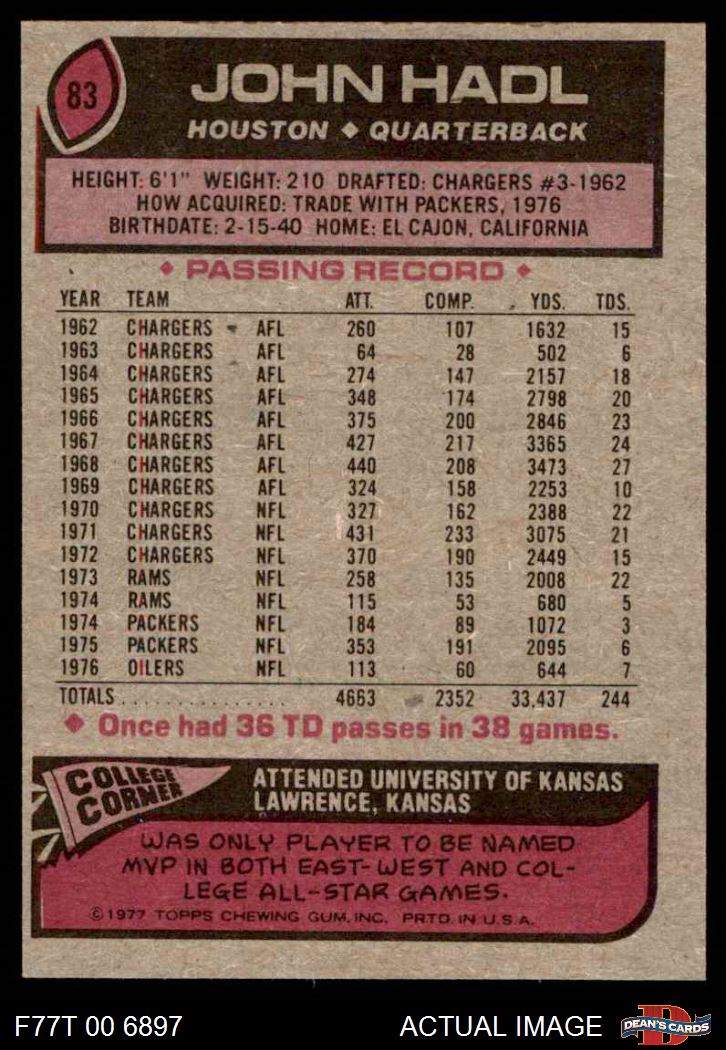 83
JOHN HADL
HOUSTON ◆ QUARTERBACK
HEIGHT: 6'1" WEIGHT: 210 DRAFTED: CHARGERS #3-1962
HOW ACQUIRED: TRADE WITH PACKERS, 1976
BIRTHDATE: 2-15-40 HOME: EL CAJON, CALIFORNIA
◆ PASSING RECORD ◆
YEAR TEAM ATT. COMP. YDS. TDS.
1962 CHARGERS AFL 260 107 1632 15
1963 CHARGERS AFL 64 28 502 6
1964 CHARGERS AFL 274 147 2157 18
1965 CHARGERS AFL 348 174 2798 20
1966 CHARGERS AFL 375 200 2846 23
1967 CHARGERS AFL 427 217 3365 24
1968 CHARGERS AFL 440 208 3473 27
1969 CHARGERS AFL 324 158 2253 10
1970 CHARGERS NFL 327 162 2388 22
1971 CHARGERS NFL 431 233 3075 21
1972 CHARGERS NFL 370 190 2449 15
1973 RAMS NFL 258 135 2008 22
1974 RAMS NFL 115 53 680 5
1974 PACKERS NFL 184 89 1072 3
1975 PACKERS NFL 353 191 2095 6
1976 OILERS NFL 113 60 644 7
TOTALS................ 4663 2352 33,437 244
◆ Once had 36 TD passes in 38 games.
COLLEGE
CORNER
ATTENDED UNIVERSITY OF KANSAS
LAWRENCE, KANSAS
WAS ONLY PLAYER TO BE NAMED
MVP IN BOTH EAST-WEST AND COL-
LEGE ALL-STAR GAMES.
©1977 TOPPS CHEWING GUM, INC. PRTD. IN U.S.A.
F77T 00 6897
ACTUAL IMAGE
D
DEAN'S CARDS